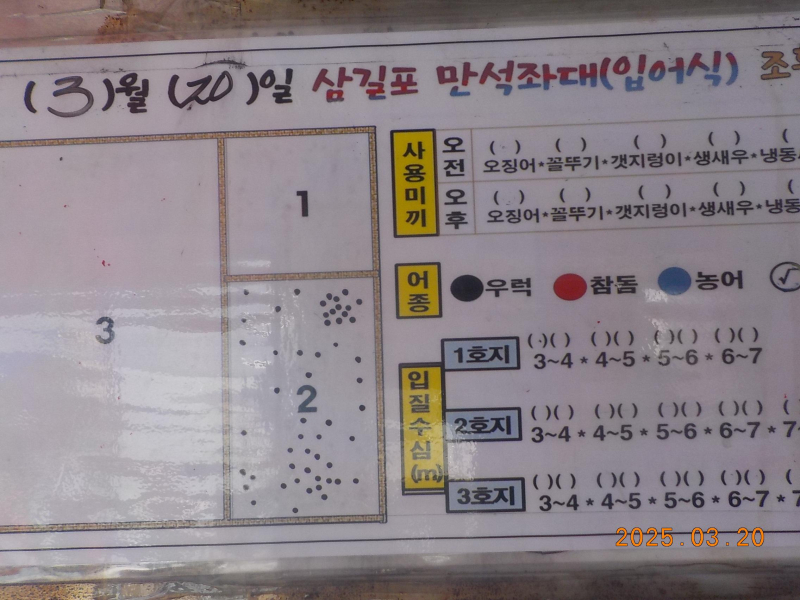 (3)월 (20)일 삼길포 만석좌대(입어식)
1
2
3
사용미끼
오전
( ) ( ) ( ) ( ) (
오징어*꼴뚜기*갯지렁이*생새우*냉동
오후
( ) ( ) ( ) ( ) (
오징어*꼴뚜기*갯지렁이*생새우*냉동
어종
우럭 참돔 농어
입질수심(m)
1호지
( )( ) ( )( ) ( )( ) ( )( )
3~4 * 4~5 * 5~6 * 6~7
2호지
( )( ) ( )( ) ( )( ) ( )( ) (
3~4 * 4~5 * 5~6 * 6~7 * 7~
3호지
( )( ) ( )( ) ( )( ) ( )( ) (
3~4 * 4~5 * 5~6 * 6~7 * 7
2025.03.20